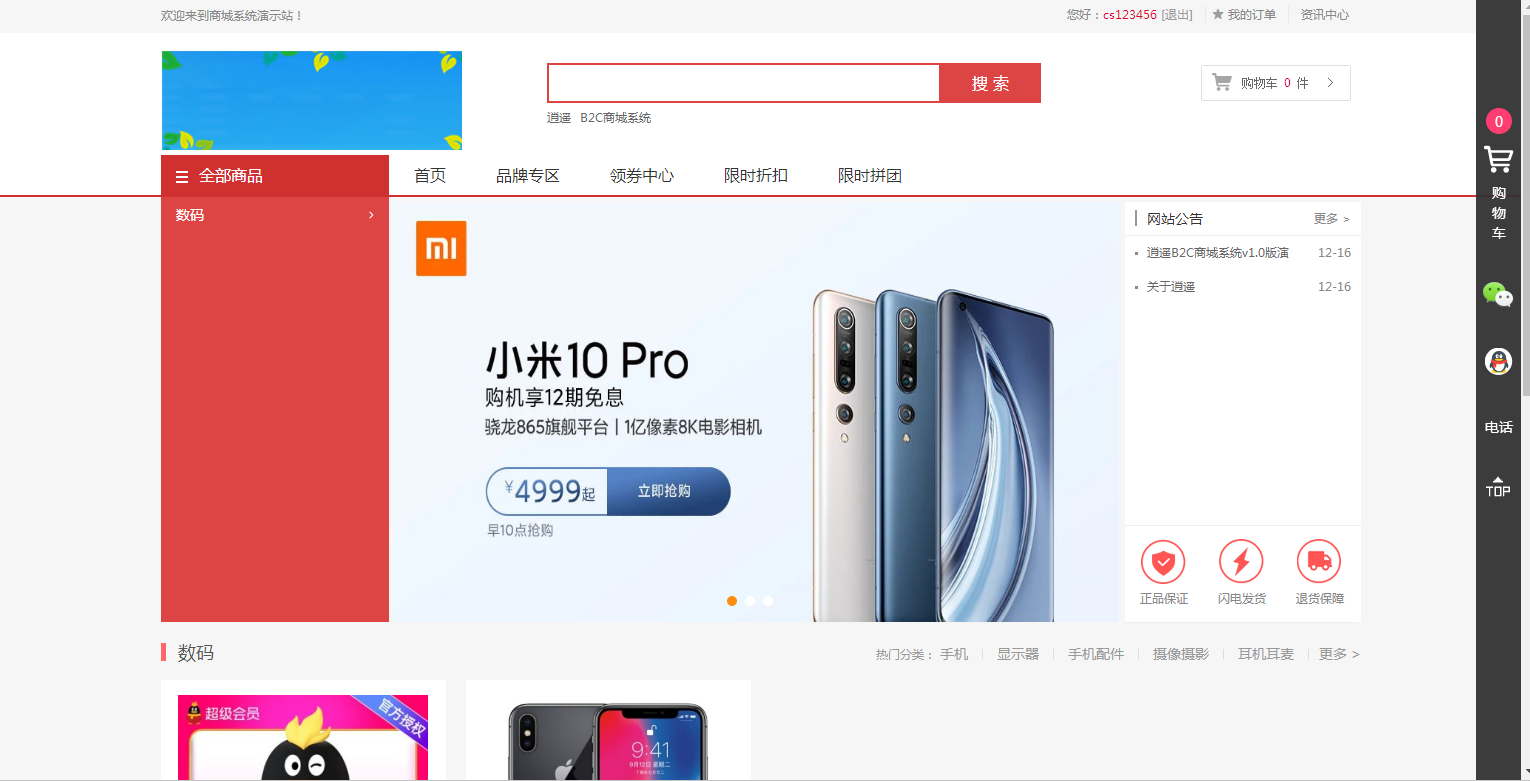 欢迎来到商城系统演示站！
您好：cs123456 [退出] 我的订单 资讯中心
搜 索
购物车 0 件
逍遥 B2C商城系统
全部商品 首页 品牌专区 领券中心 限时折扣 限时拼团
数码
mi
小米10 Pro
购机享12期免息
骁龙865旗舰平台丨1亿像素8K电影相机
¥4999起 立即抢购
早10点抢购
网站公告 更多 >
逍遥B2C商城系统v1.0版演 12-16
关于逍遥 12-16
正品保证 闪电发货 退货保障
0
购
物
车
电话
TOP
数码
热门分类： 手机 显示器 手机配件 摄像摄影 耳机耳麦 更多 >
超级会员
官方授权
9:41
9月12日 星期二